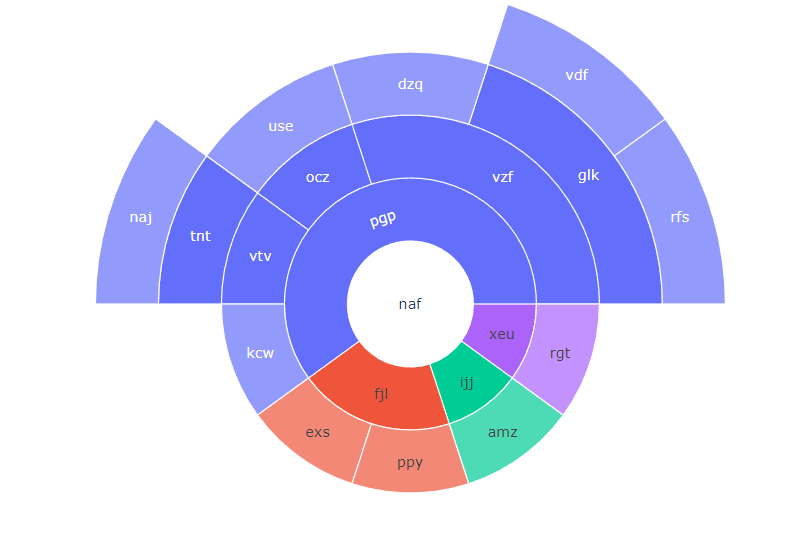 vdf
dzq
use
glk
vzf
ocz
naj
rfs
pgp
tnt
vtv
naf
xeu
kcw
rgt
ijj
fjl
exs
amz
ppy